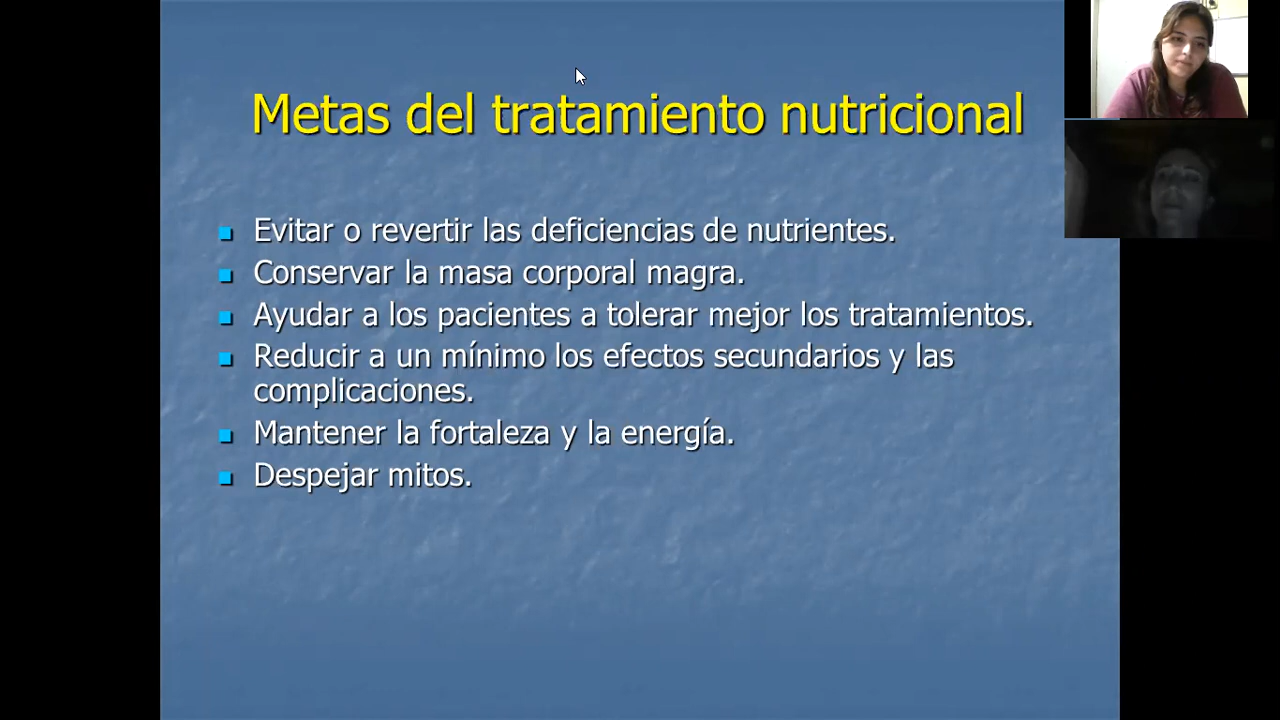 Metas del tratamiento nutricional
Evitar o revertir las deficiencias de nutrientes.
Conservar la masa corporal magra.
Ayudar a los pacientes a tolerar mejor los tratamientos.
Reducir a un mínimo los efectos secundarios y las
complicaciones.
Mantener la fortaleza y la energía.
Despejar mitos.